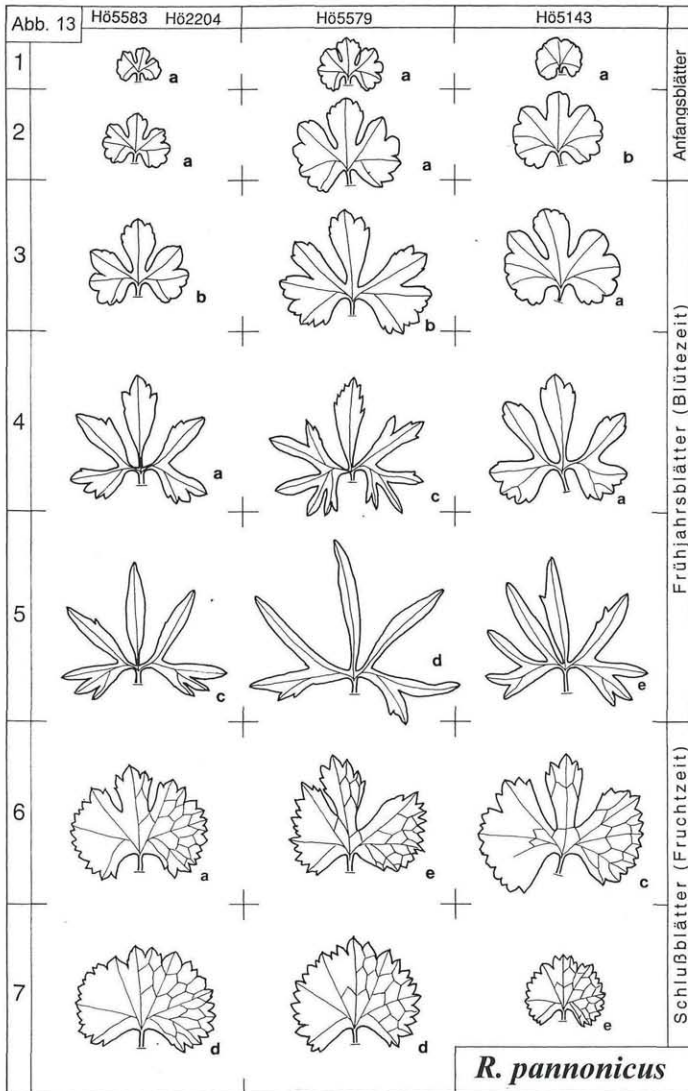 Abb. 13
Hö5583 Hö2204 Hö5579 Hö5143
1 a a a
2 a a b
Anfangsblätter
3 b b a
4 a c a
5 c d e
Frühjahrsblätter (Blütezeit)
6 a e c
7 d d e
Schlußblätter (Fruchtzeit)
R. pannonicus